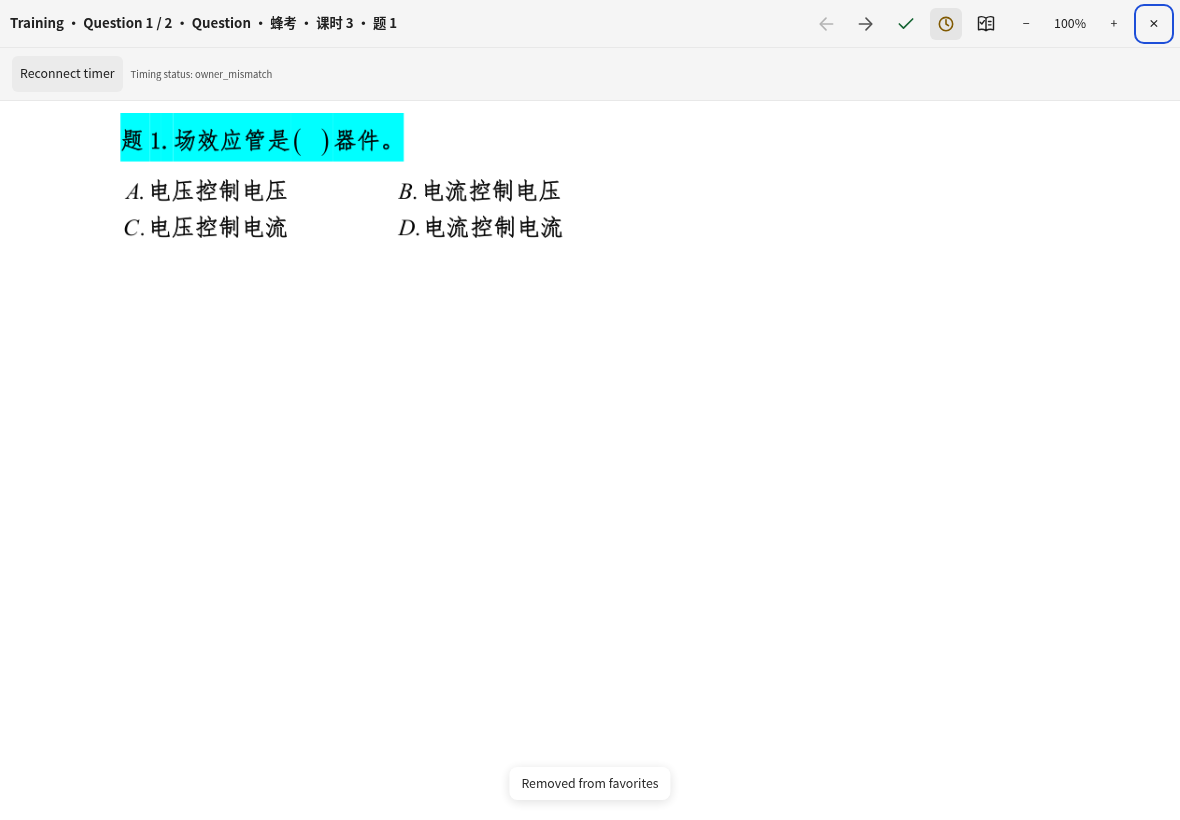 Training • Question 1 / 2 • Question • 蜂考 • 课时 3 • 题 1
− 100% + ×
Reconnect timer Timing status: owner_mismatch
题 1. 场效应管是( )器件。
A. 电压控制电压 B. 电流控制电压
C. 电压控制电流 D. 电流控制电流
Removed from favorites